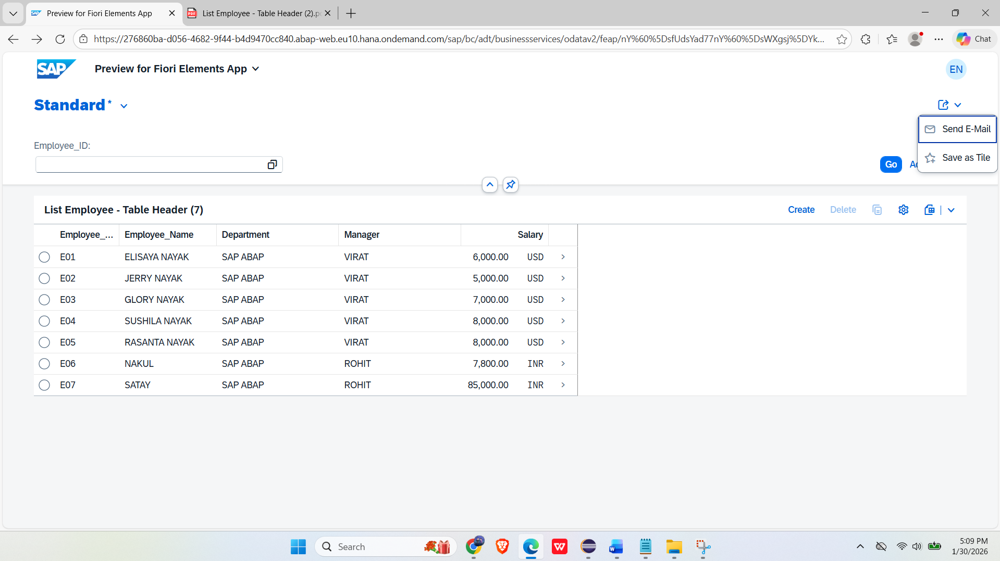 Preview for Fiori Elements App
List Employee - Table Header (2).p
https://276860ba-d056-4682-9f44-b4d9470cc840.abap-web.eu10.hana.ondemand.com/sap/bc/adt/businessservices/odatav2/feap/nY%60%5DsfUdsYad77nY%60%5DsWXgsj%5DYk...
Chat
SAP
Preview for Fiori Elements App
EN
Standard *
Send E-Mail
Save as Tile
Employee_ID:
Go
List Employee - Table Header (7)
Create
Delete
Employee_... Employee_Name Department Manager Salary
E01 ELISAYA NAYAK SAP ABAP VIRAT 6,000.00 USD
E02 JERRY NAYAK SAP ABAP VIRAT 5,000.00 USD
E03 GLORY NAYAK SAP ABAP VIRAT 7,000.00 USD
E04 SUSHILA NAYAK SAP ABAP VIRAT 8,000.00 USD
E05 RASANTA NAYAK SAP ABAP VIRAT 8,000.00 USD
E06 NAKUL SAP ABAP ROHIT 7,800.00 INR
E07 SATAY SAP ABAP ROHIT 85,000.00 INR
Search
5:09 PM
1/30/2026